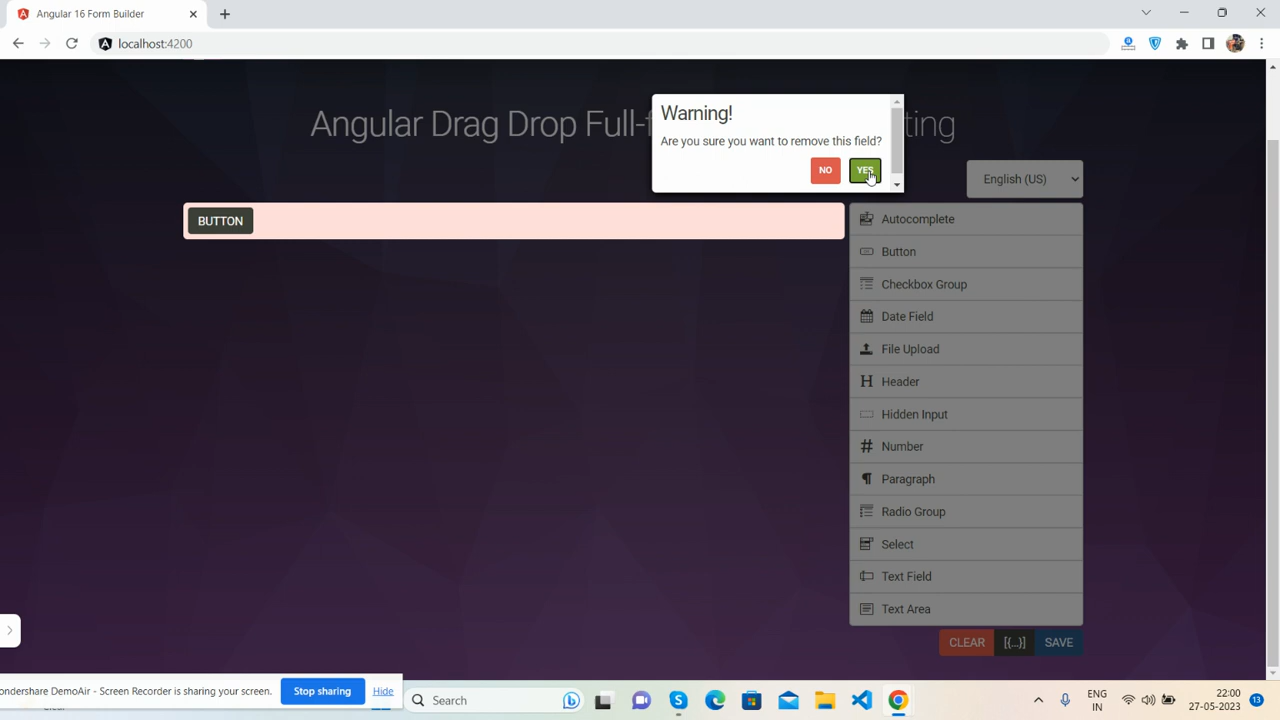 Angular 16 Form Builder
localhost:4200
Warning!
Angular Drag Drop Full-f
ting
Are you sure you want to remove this field?
NO
YES
English (US)
BUTTON
Autocomplete
Button
Checkbox Group
Date Field
File Upload
Header
Hidden Input
Number
Paragraph
Radio Group
Select
Text Field
Text Area
CLEAR
[{...}]
SAVE
ondershare DemoAir - Screen Recorder is sharing your screen.
Stop sharing
Hide
Search
ENG
IN
22:00
27-05-2023
13